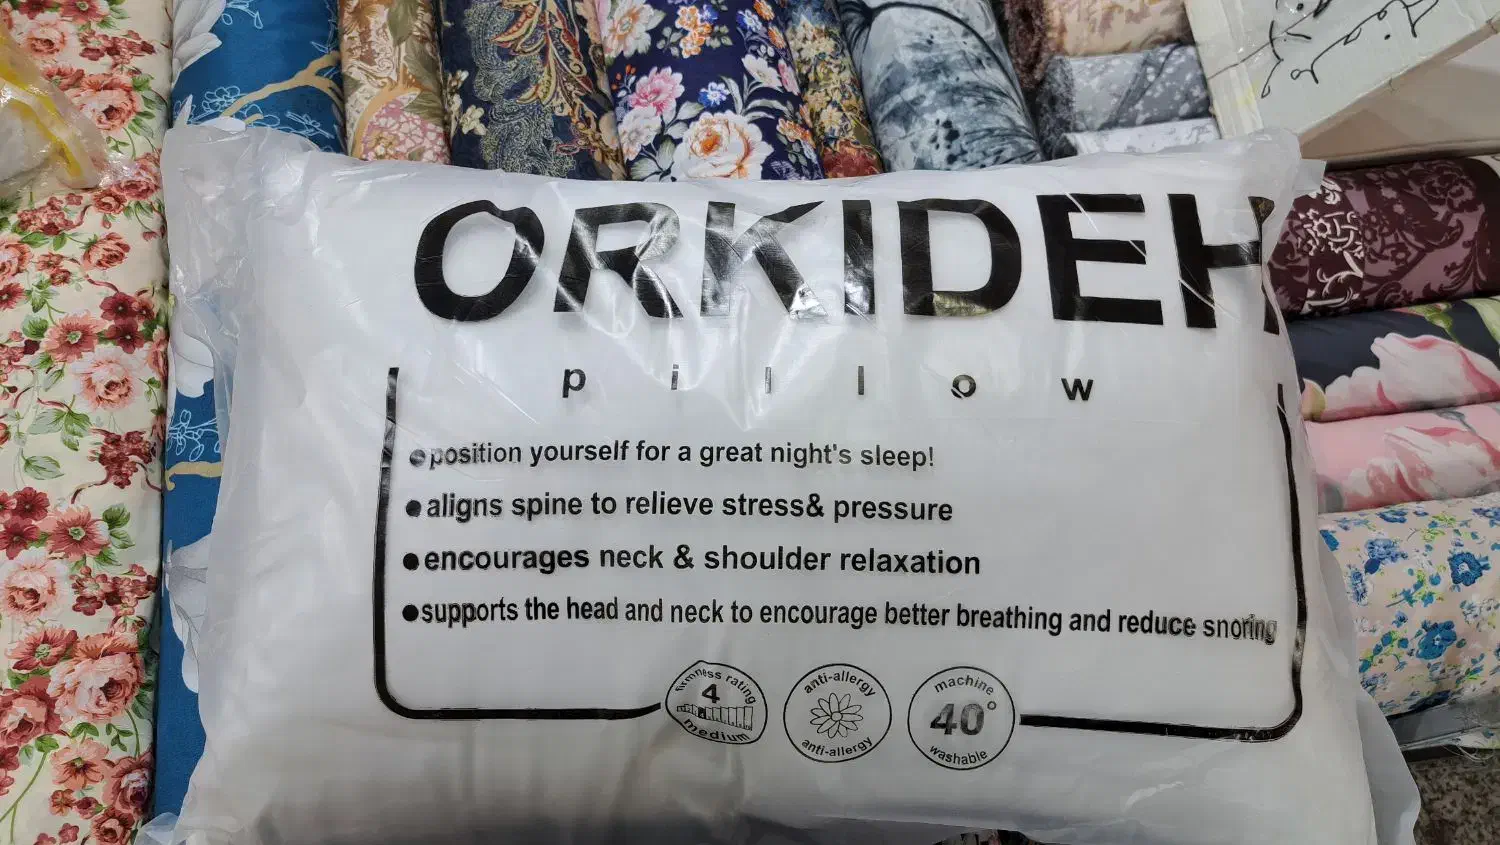 ORKIDEH
pillow
●position yourself for a great night's sleep!
●aligns spine to relieve stress& pressure
●encourages neck & shoulder relaxation
●supports the head and neck to encourage better breathing and reduce snoring
firmness rating
4
medium
anti-allergy
anti-allergy
machine
40°
washable